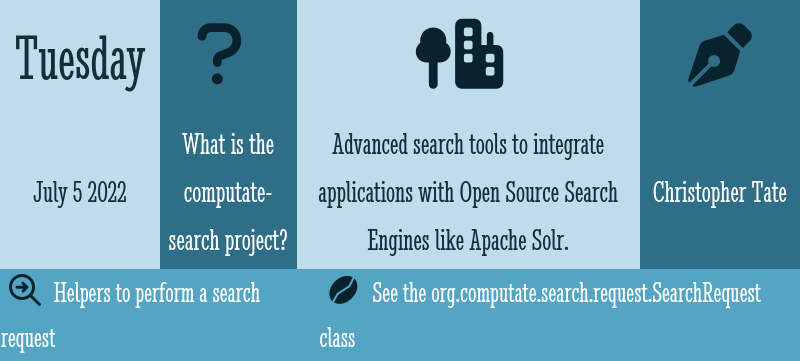 Tuesday
July 5 2022
What is the
computate-
search project?
Advanced search tools to integrate
applications with Open Source Search
Engines like Apache Solr.
Christopher Tate
Helpers to perform a search
request
See the org.computate.search.request.SearchRequest
class